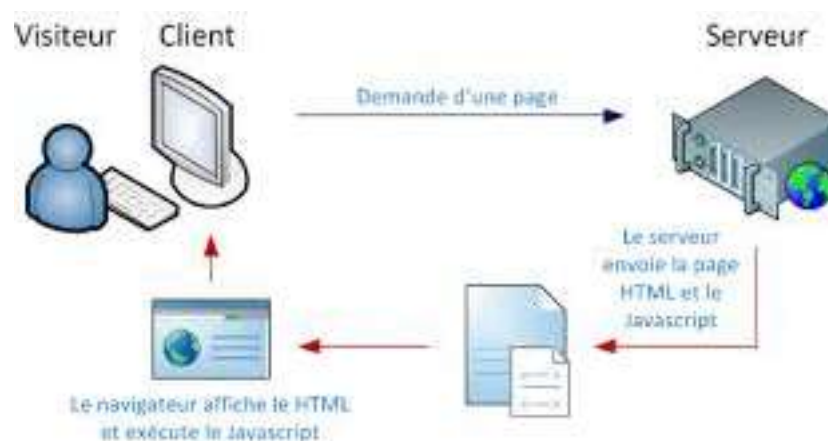 Visiteur Client Serveur
Demande d'une page
Le serveur
envoie la page
HTML et le
Javascript
Le navigateur affiche le HTML
et exécute le Javascript